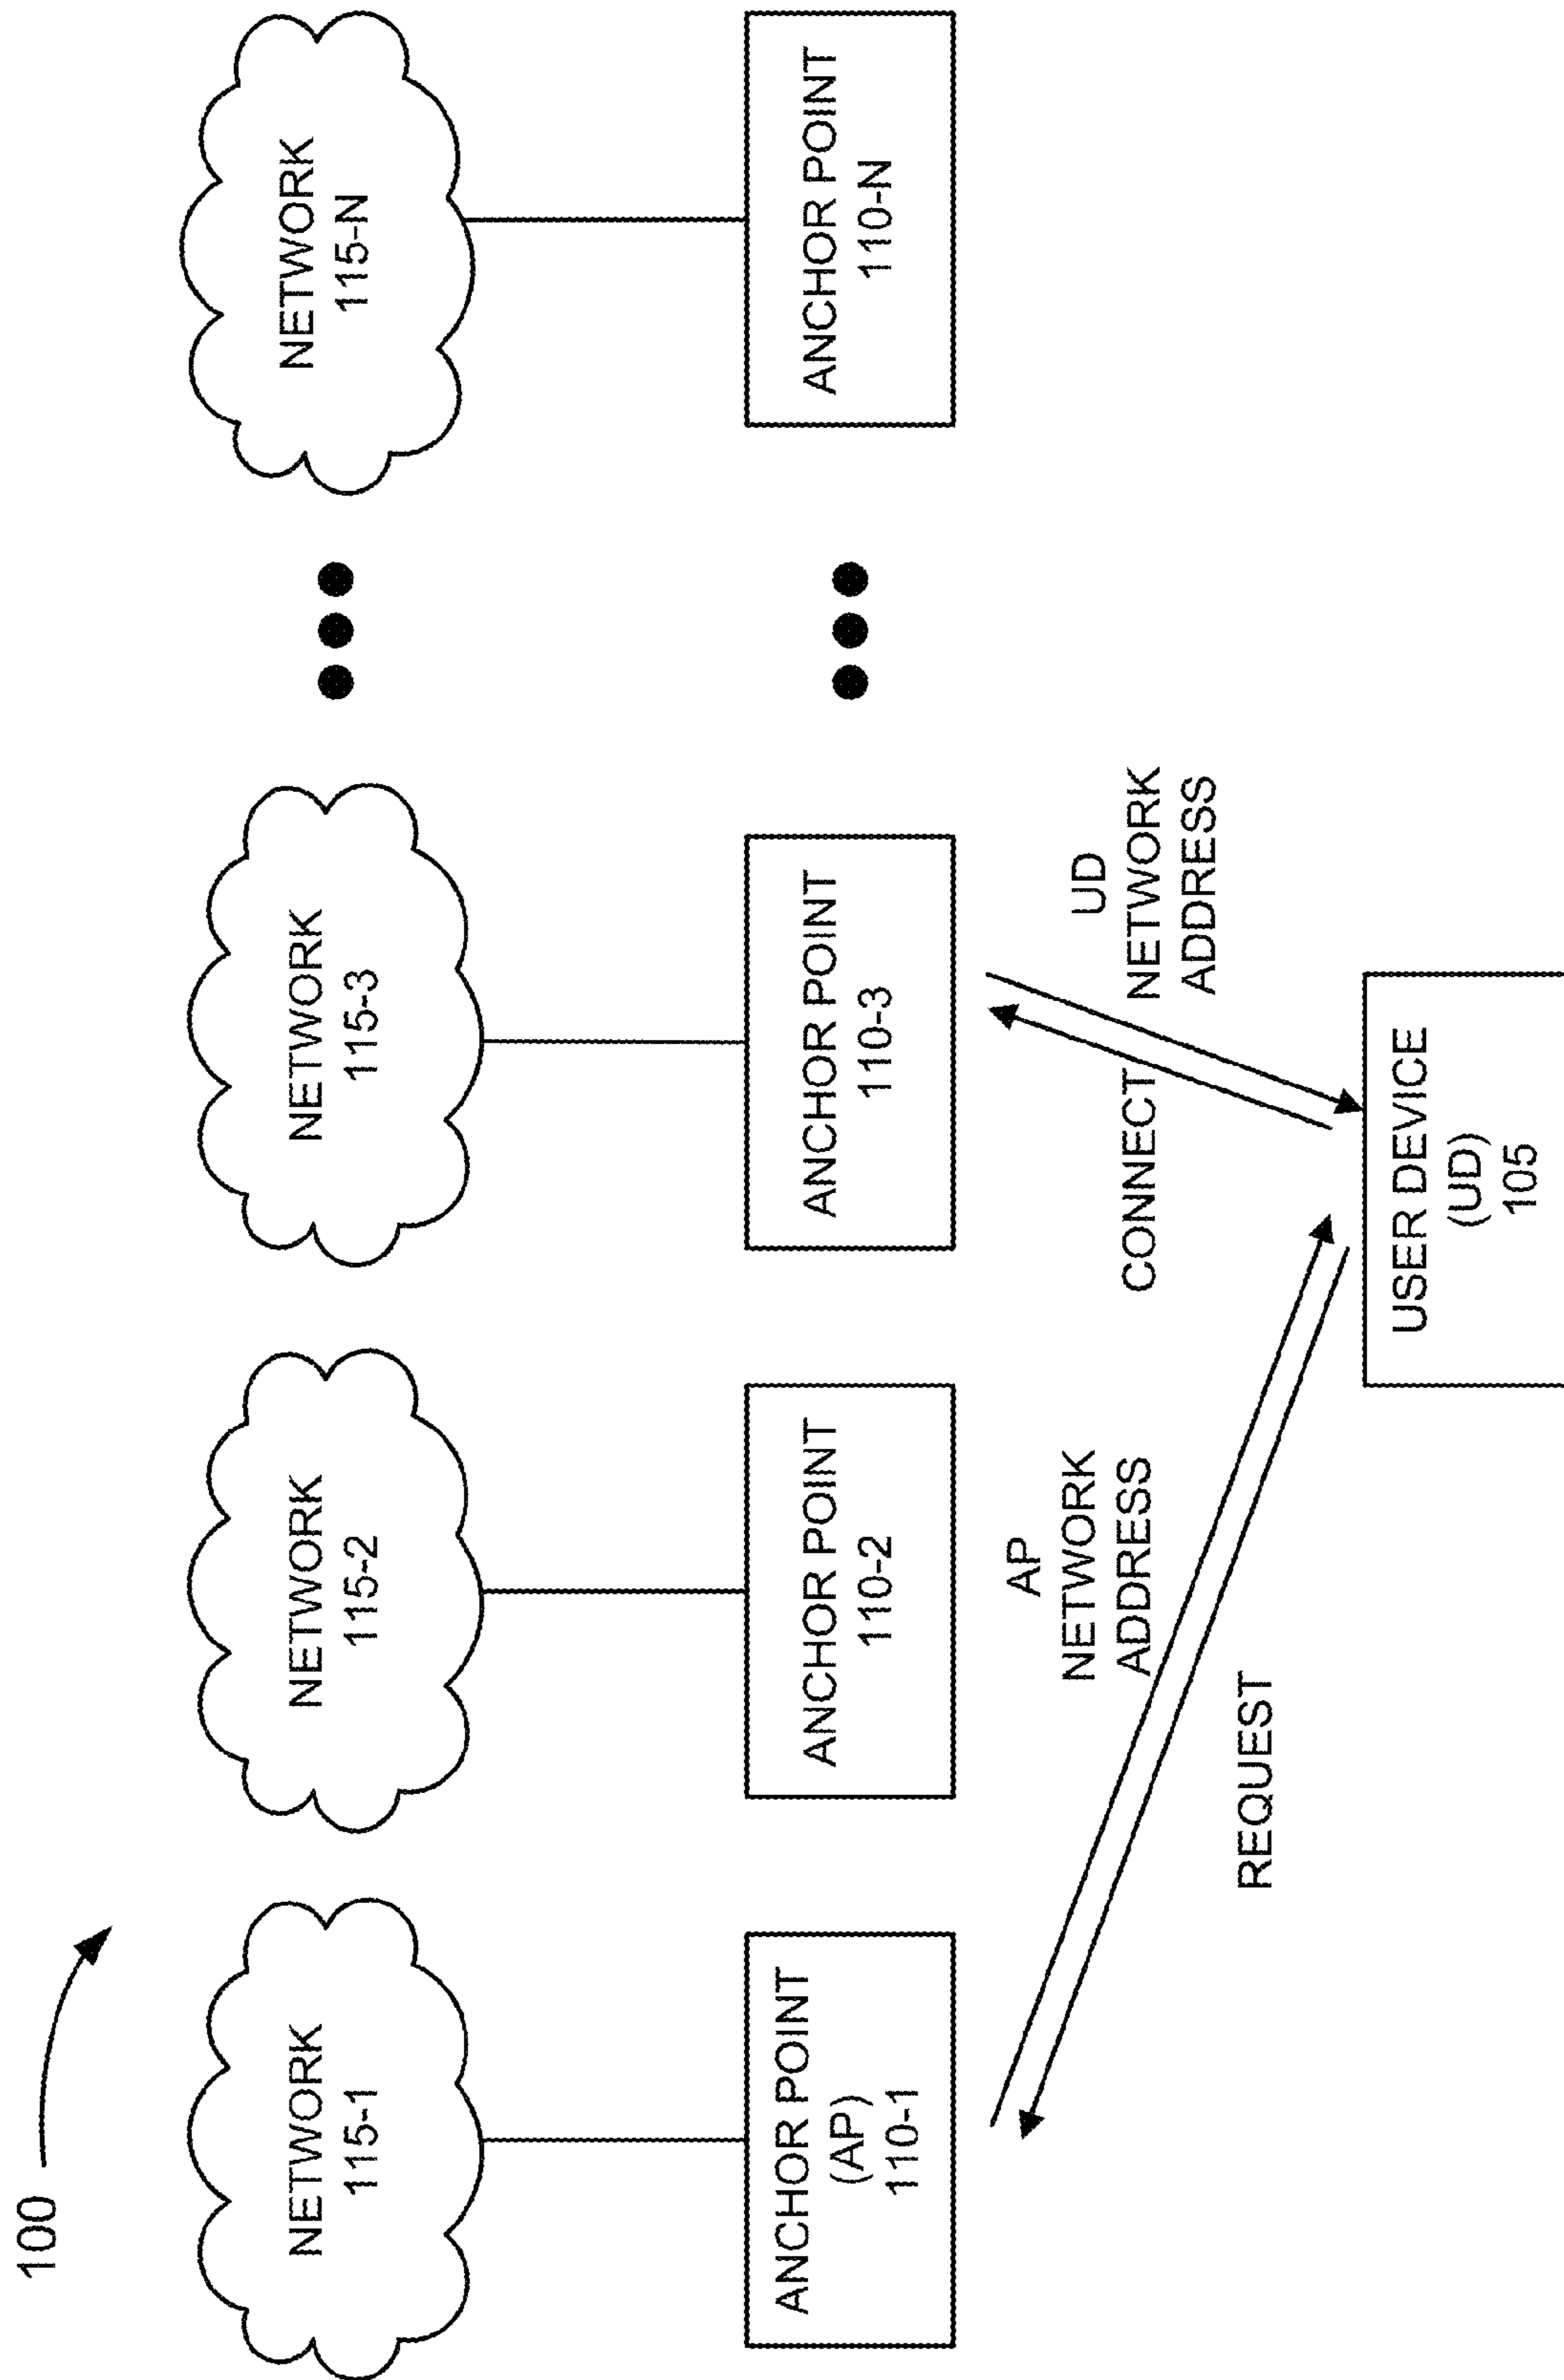 100
NETWORK
115-1
NETWORK
115-2
NETWORK
115-3
NETWORK
115-N
ANCHOR POINT
(AP)
110-1
ANCHOR POINT
110-2
ANCHOR POINT
110-3
ANCHOR POINT
110-N
AP
NETWORK
ADDRESS
REQUEST
CONNECT
UD
NETWORK
ADDRESS
USER DEVICE
(UD)
105